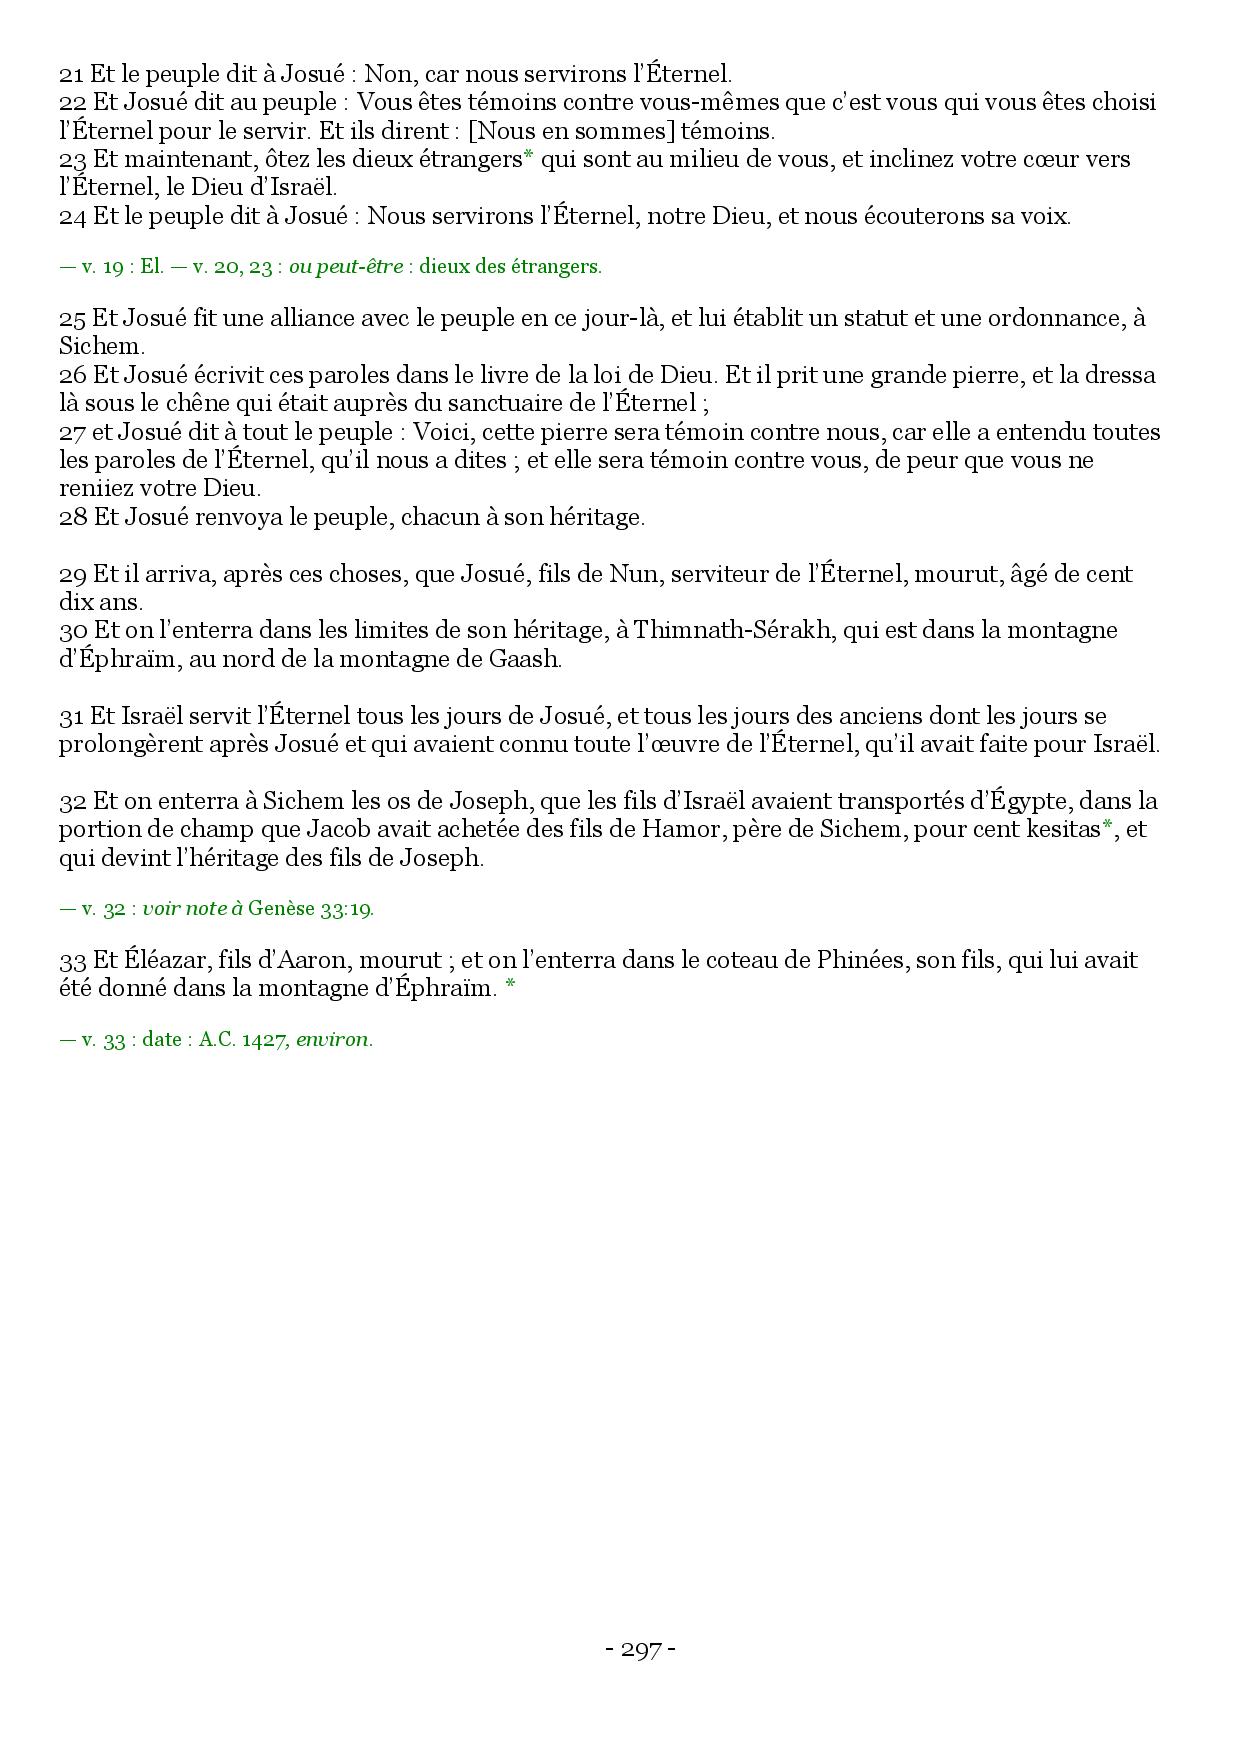 21 Et le peuple dit à Josué : Non, car nous servirons l’Éternel.
22 Et Josué dit au peuple : Vous êtes témoins contre vous-mêmes que c’est vous qui vous êtes choisi
l’Éternel pour le servir. Et ils dirent : [Nous en sommes] témoins.
23 Et maintenant, ôtez les dieux étrangers* qui sont au milieu de vous, et inclinez votre cœur vers
l’Éternel, le Dieu d’Israël.
24 Et le peuple dit à Josué : Nous servirons l’Éternel, notre Dieu, et nous écouterons sa voix.
— v. 19 : El. — v. 20, 23 : ou peut-être : dieux des étrangers.
25 Et Josué fit une alliance avec le peuple en ce jour-là, et lui établit un statut et une ordonnance, à
Sichem.
26 Et Josué écrivit ces paroles dans le livre de la loi de Dieu. Et il prit une grande pierre, et la dressa
là sous le chêne qui était auprès du sanctuaire de l’Éternel ;
27 et Josué dit à tout le peuple : Voici, cette pierre sera témoin contre nous, car elle a entendu toutes
les paroles de l’Éternel, qu’il nous a dites ; et elle sera témoin contre vous, de peur que vous ne
reniiez votre Dieu.
28 Et Josué renvoya le peuple, chacun à son héritage.
29 Et il arriva, après ces choses, que Josué, fils de Nun, serviteur de l’Éternel, mourut, âgé de cent
dix ans.
30 Et on l’enterra dans les limites de son héritage, à Thimnath-Sérakh, qui est dans la montagne
d’Éphraïm, au nord de la montagne de Gaash.
31 Et Israël servit l’Éternel tous les jours de Josué, et tous les jours des anciens dont les jours se
prolongèrent après Josué et qui avaient connu toute l’œuvre de l’Éternel, qu’il avait faite pour Israël.
32 Et on enterra à Sichem les os de Joseph, que les fils d’Israël avaient transportés d’Égypte, dans la
portion de champ que Jacob avait achetée des fils de Hamor, père de Sichem, pour cent kesitas*, et
qui devint l’héritage des fils de Joseph.
— v. 32 : voir note à Genèse 33:19.
33 Et Éléazar, fils d’Aaron, mourut ; et on l’enterra dans le coteau de Phinées, son fils, qui lui avait
été donné dans la montagne d’Éphraïm. *
— v. 33 : date : A.C. 1427, environ.
- 297 -